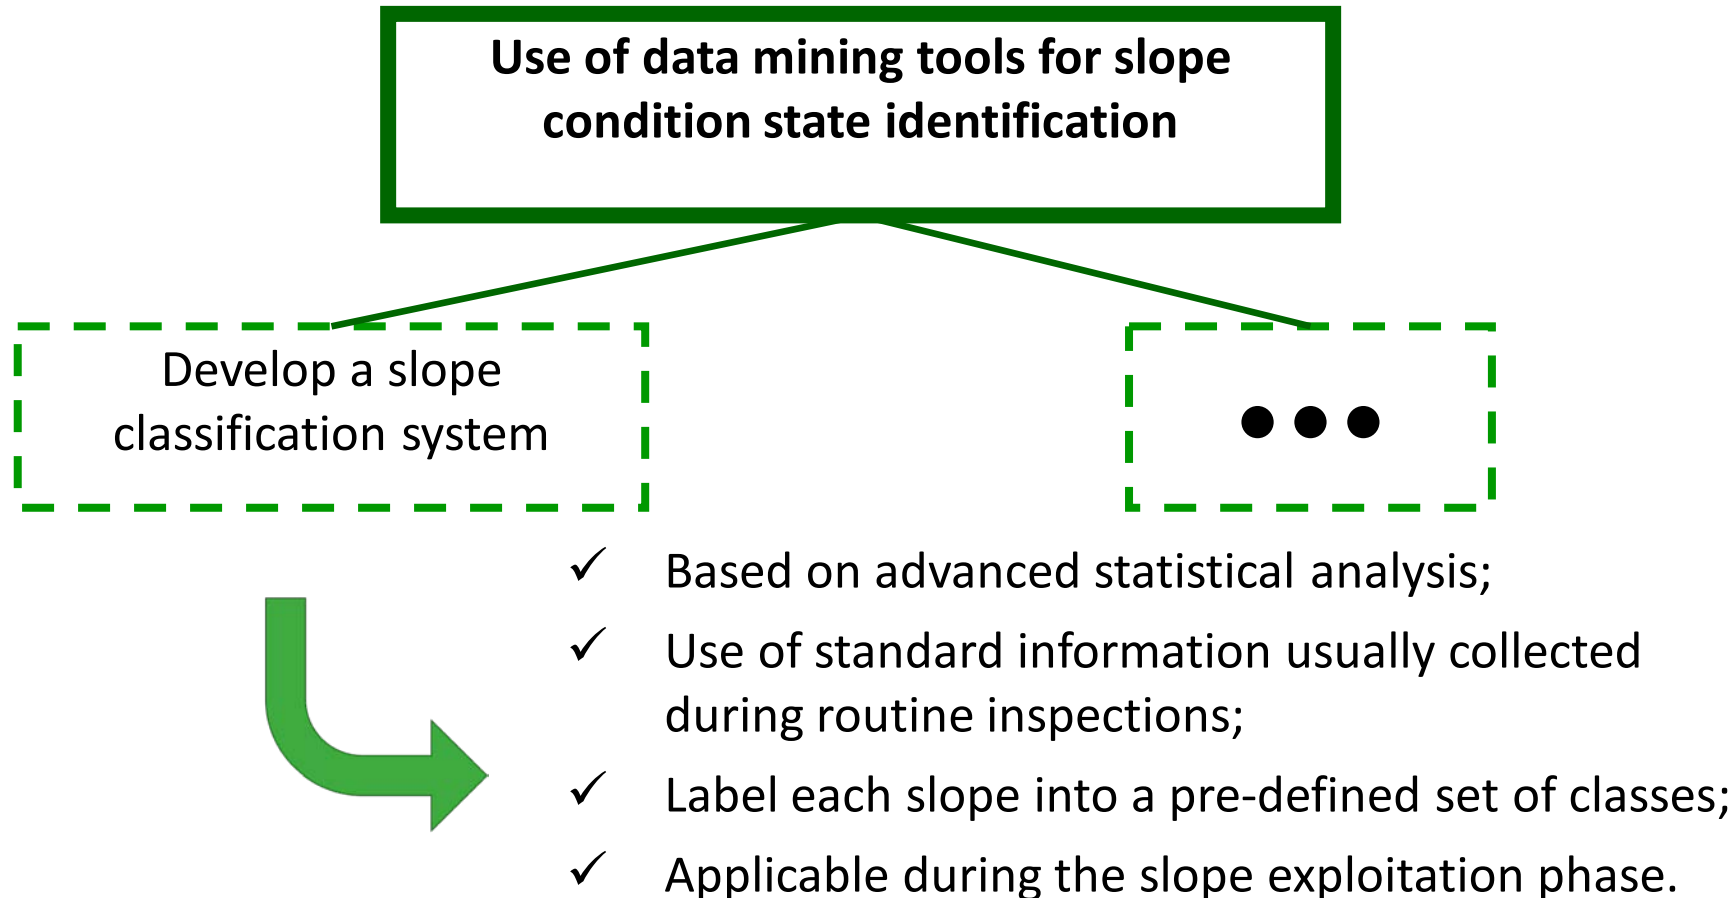 Use of data mining tools for slope
condition state identification
Develop a slope
classification system
●●●
✓ Based on advanced statistical analysis;
✓ Use of standard information usually collected
during routine inspections;
✓ Label each slope into a pre-defined set of classes;
✓ Applicable during the slope exploitation phase.